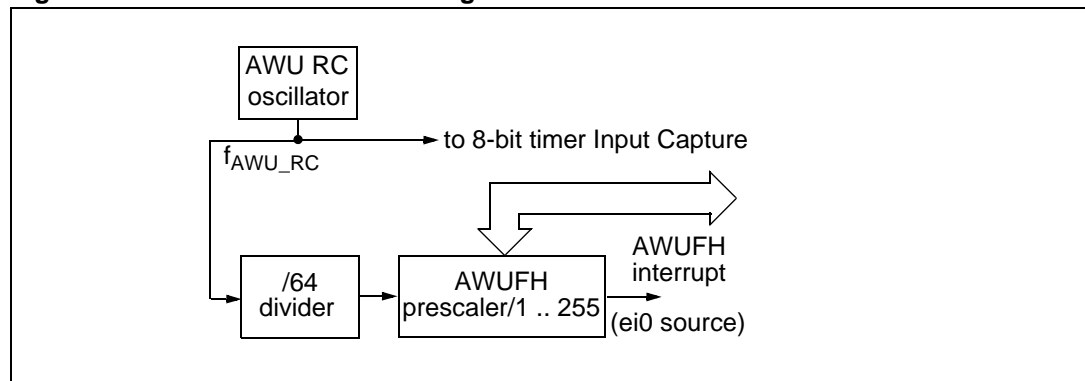 AWU RC
oscillator
to 8-bit timer Input Capture
fAWU_RC
AWUFH
interrupt
/64
divider
AWUFH
prescaler/1 .. 255
(ei0 source)